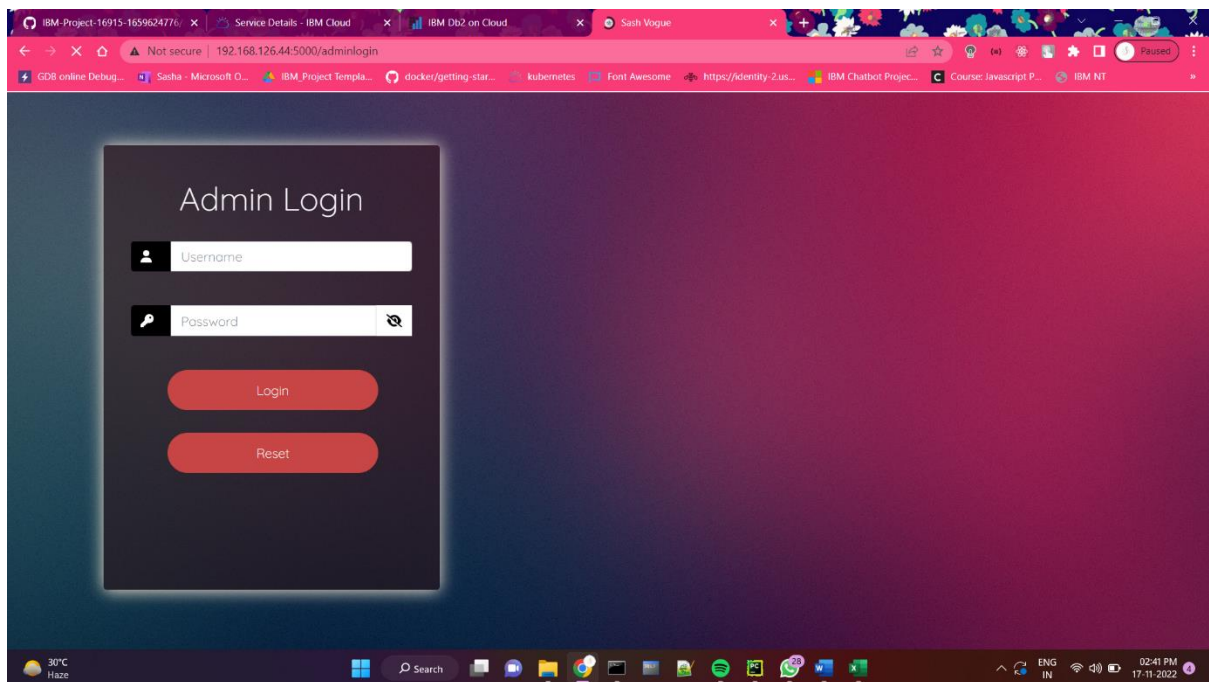 IBM-Project-16915-1659624776/
Service Details - IBM Cloud
IBM Db2 on Cloud
Sash Vogue
Not secure | 192.168.126.44:5000/adminlogin
Paused
GDB online Debug... Sasha - Microsoft O... IBM_Project Templa... docker/getting-star... kubernetes Font Awesome https://identity-2.us... IBM Chatbot Projec... Course: Javascript P... IBM NT
Admin Login
Username
Password
Login
Reset
30°C
Haze
Search
28
ENG
IN
02:41 PM
17-11-2022
4